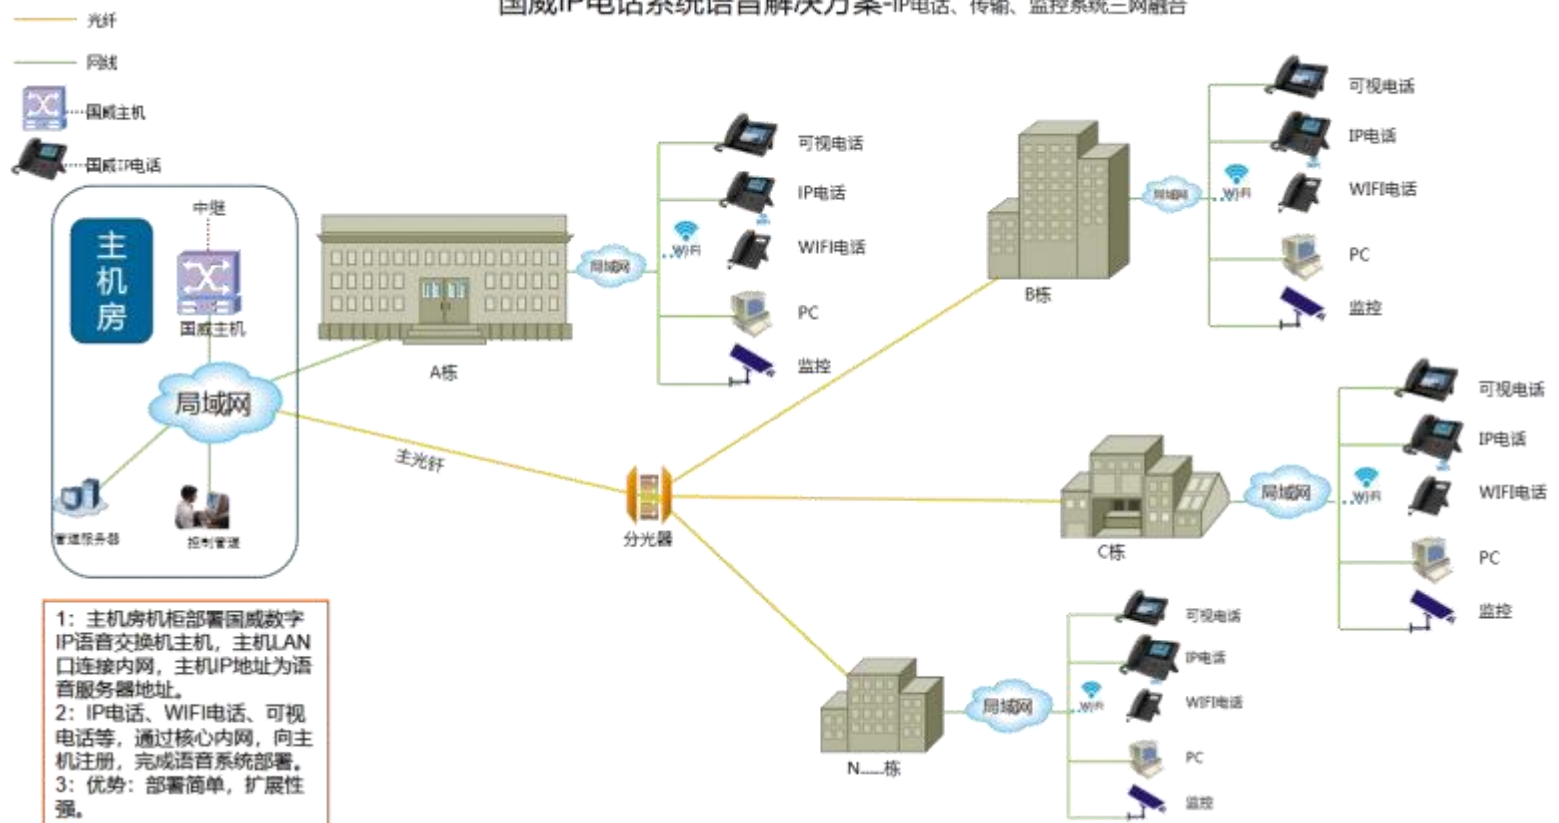 国威IP电话系统语音解决方案-IP电话、传输、监控系统三网融合
光纤
网线
国威主机
国威IP电话
主机房
中继
国威主机
局域网
管理服务器
控制管理
A栋
局域网
WiFi
可视电话
IP电话
WIFI电话
PC
监控
主光纤
分光器
B栋
局域网
WiFi
可视电话
IP电话
WIFI电话
PC
监控
C栋
局域网
WiFi
可视电话
IP电话
WIFI电话
PC
监控
N......栋
局域网
WiFi
可视电话
IP电话
WIFI电话
PC
监控
1：主机房机柜部署国威数字
IP语音交换机主机，主机LAN
口连接内网，主机IP地址为语
音服务器地址。
2：IP电话、WIFI电话、可视
电话等，通过核心内网，向主
机注册，完成语音系统部署。
3：优势：部署简单，扩展性
强。